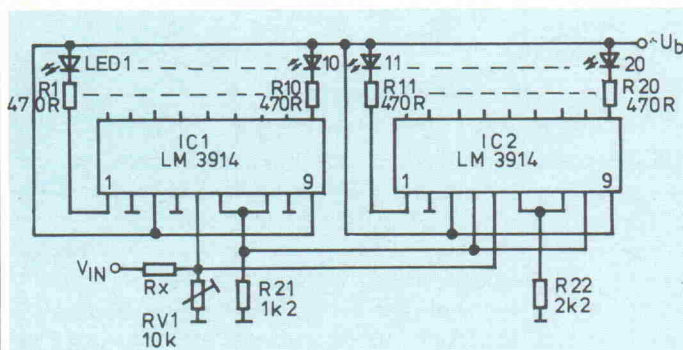 +Ub
LED1
10
11
20
R1
470R
R10
470R
R11
470R
R20
470R
IC1
LM 3914
IC2
LM 3914
1
9
1
9
VIN
Rx
RV1
10k
R21
1k2
R22
2k2